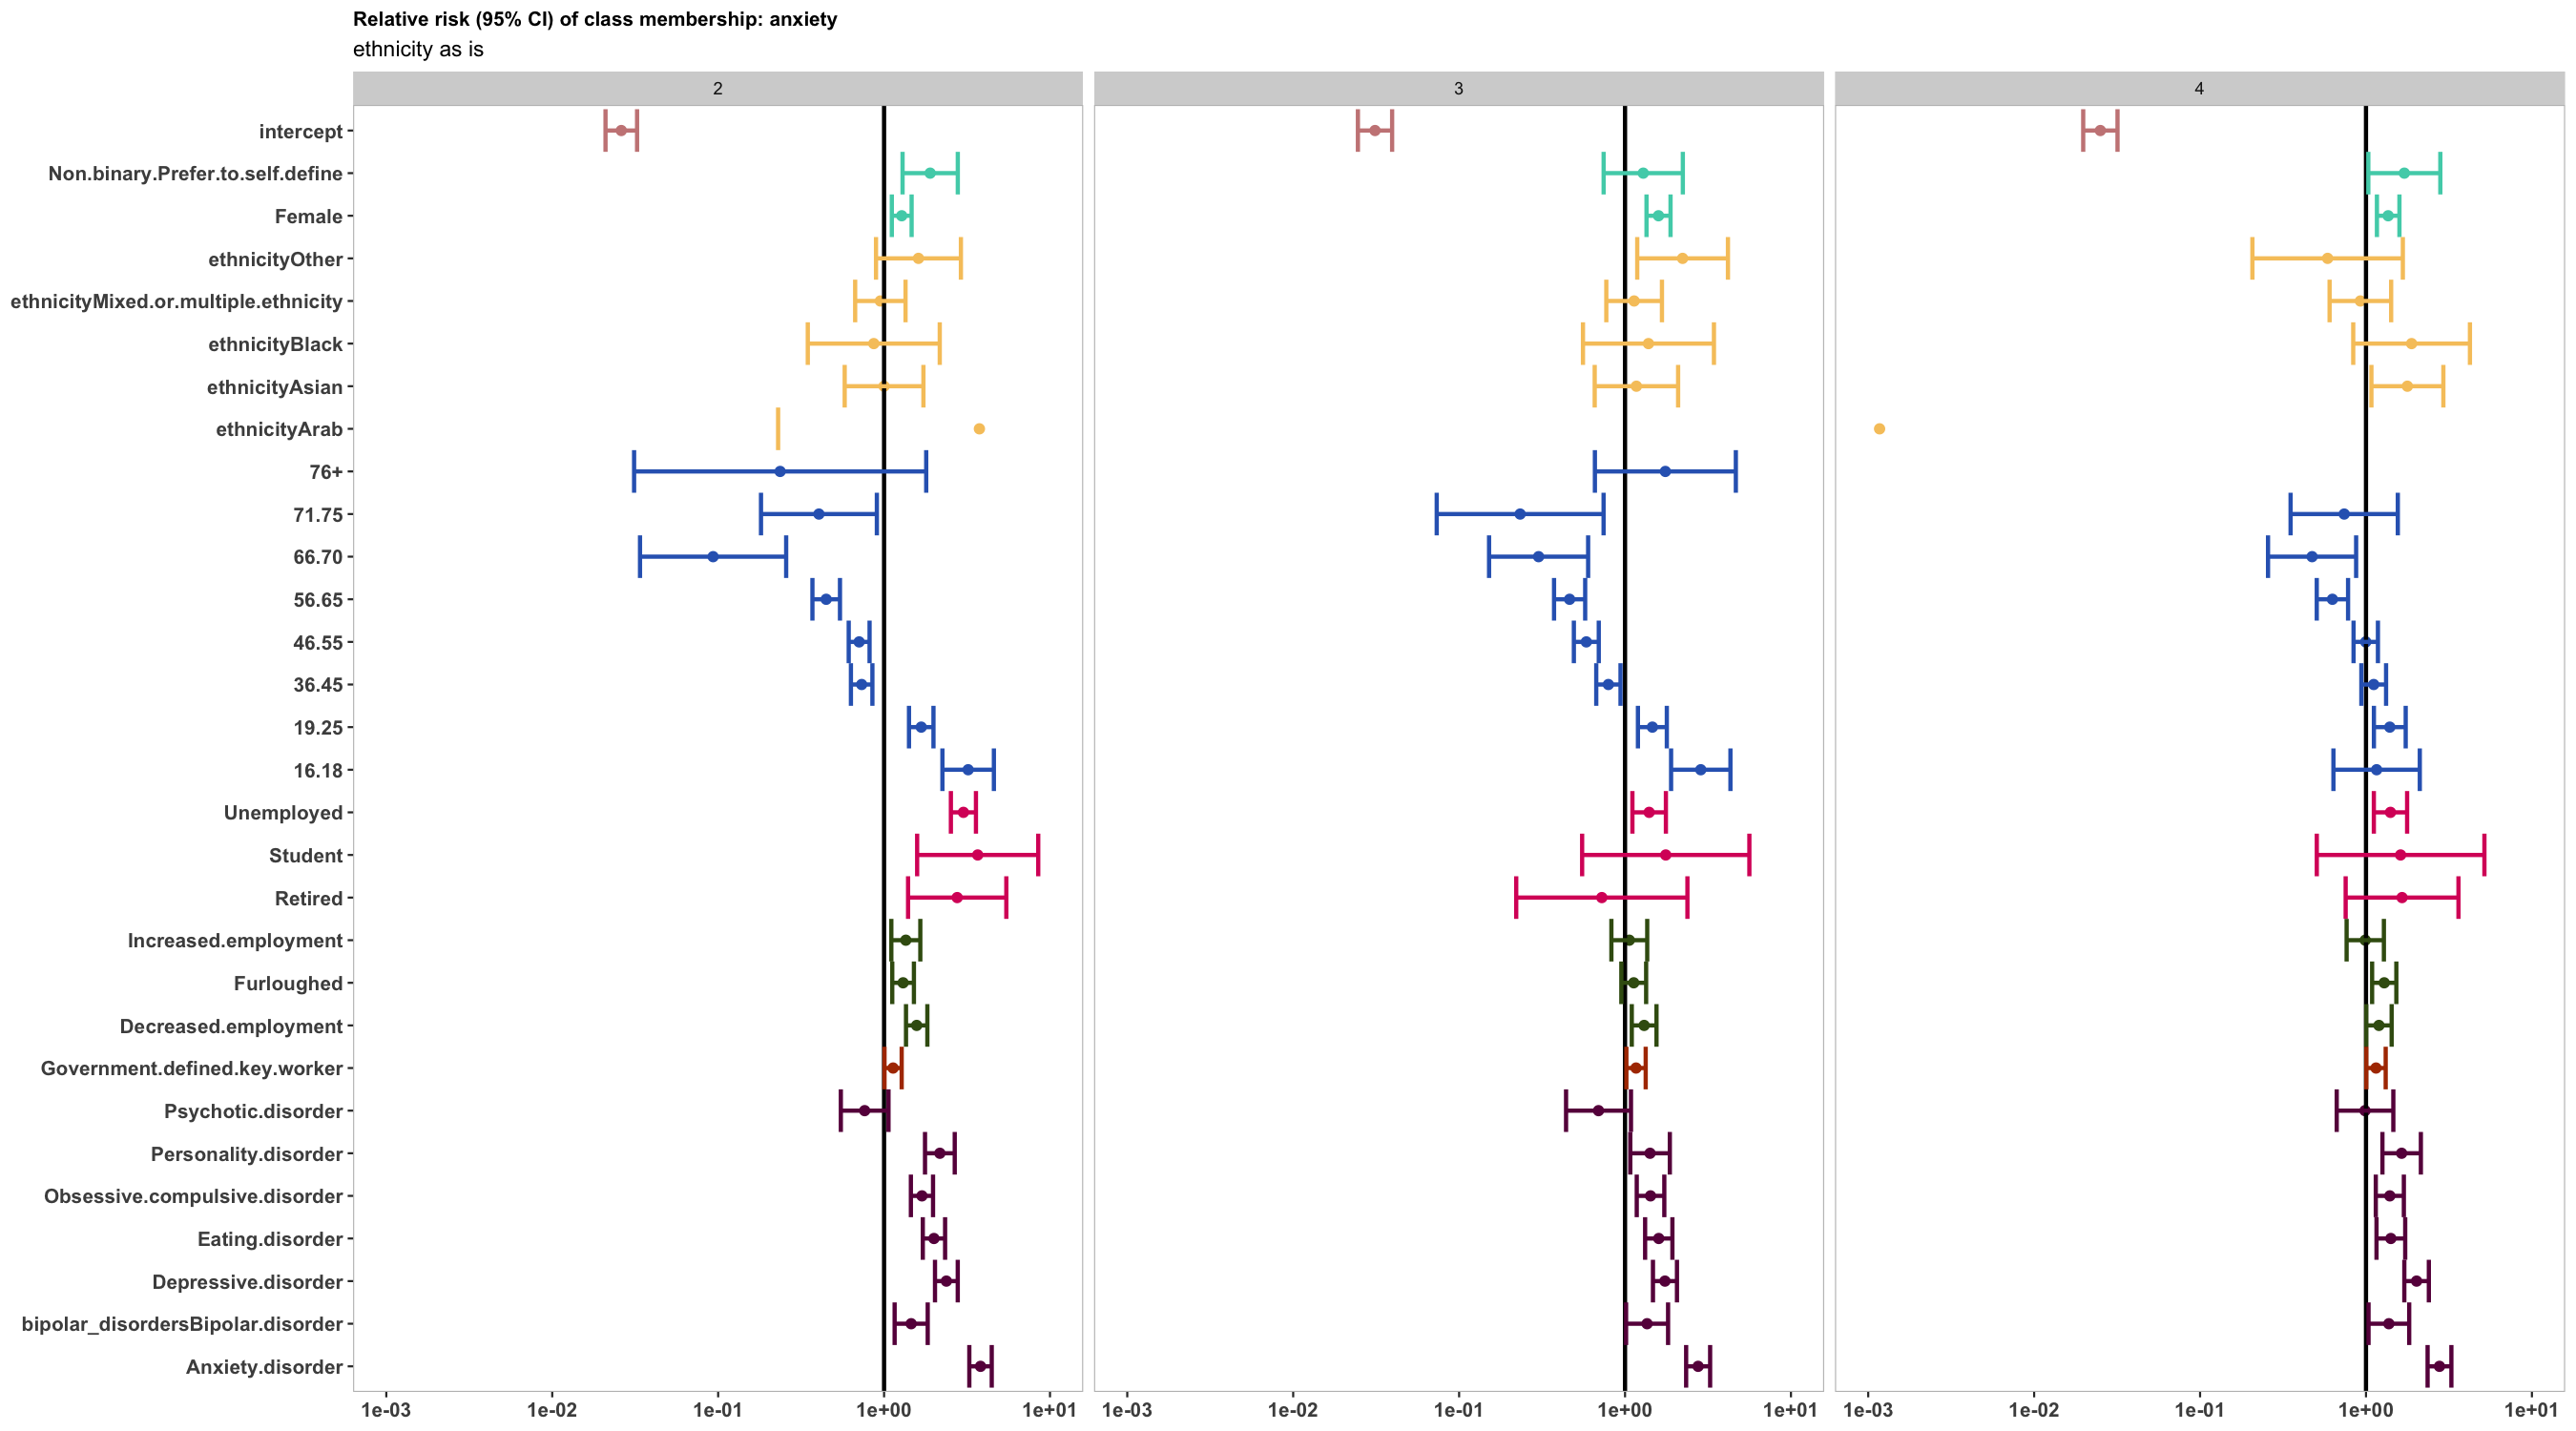 Relative risk (95% CI) of class membership: anxiety
ethnicity as is
2 3 4
intercept
Non.binary.Prefer.to.self.define
Female
ethnicityOther
ethnicityMixed.or.multiple.ethnicity
ethnicityBlack
ethnicityAsian
ethnicityArab
76+
71.75
66.70
56.65
46.55
36.45
19.25
16.18
Unemployed
Student
Retired
Increased.employment
Furloughed
Decreased.employment
Government.defined.key.worker
Psychotic.disorder
Personality.disorder
Obsessive.compulsive.disorder
Eating.disorder
Depressive.disorder
bipolar_disordersBipolar.disorder
Anxiety.disorder
1e-03 1e-02 1e-01 1e+00 1e+01 1e-03 1e-02 1e-01 1e+00 1e+01 1e-03 1e-02 1e-01 1e+00 1e+01